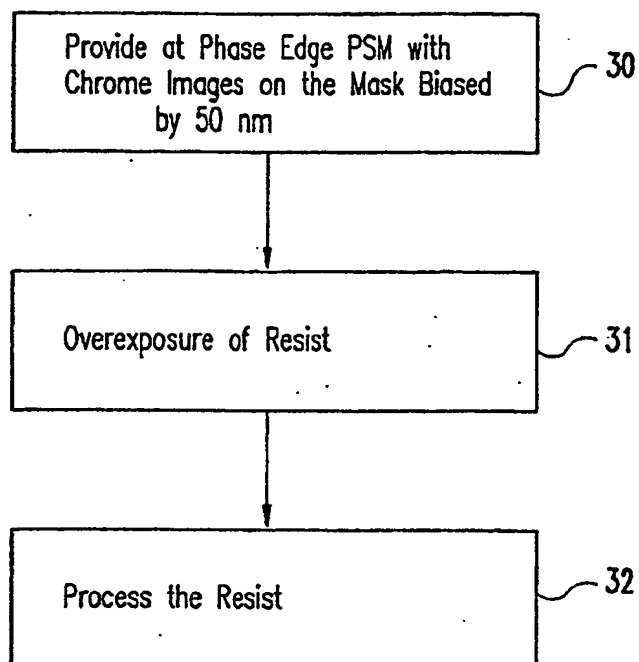 Provide at Phase Edge PSM with
Chrome Images on the Mask Biased
by 50 nm
30
Overexposure of Resist
31
Process the Resist
32